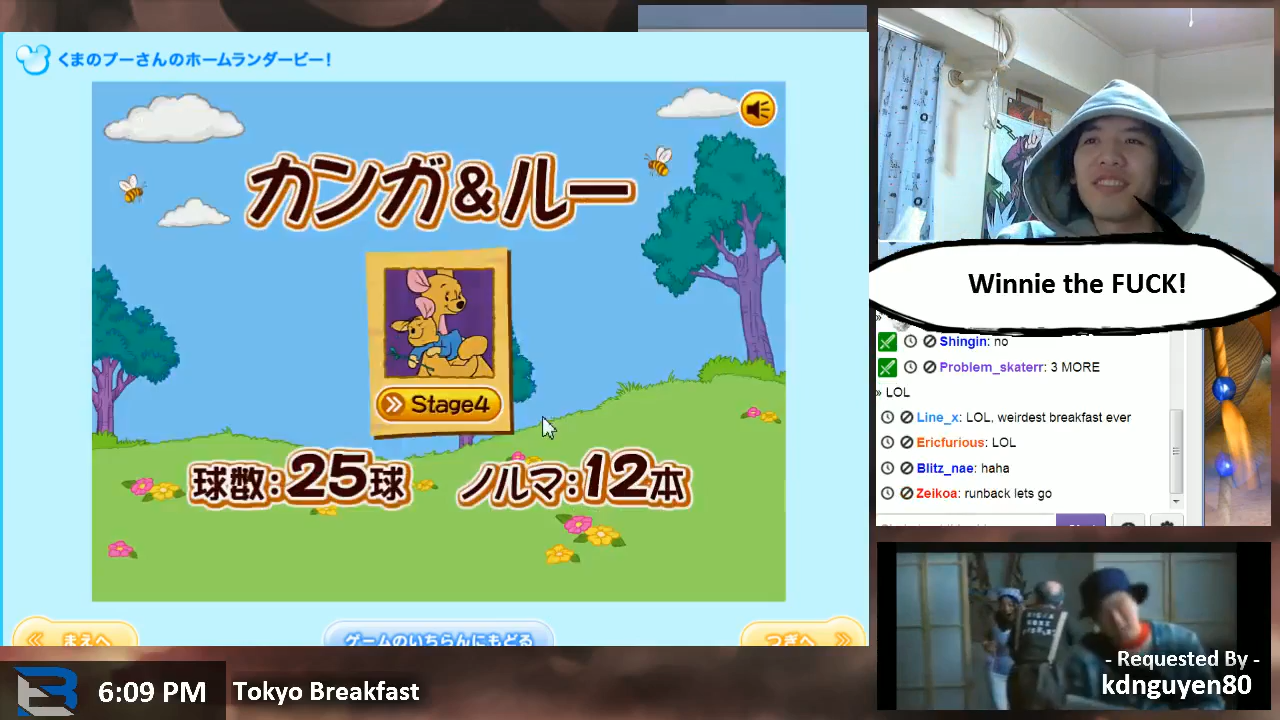 くまのプーさんのホームランダービー!
カンガ&ルー
Stage4
球数:25球
ノルマ:12本
まえへ
ゲームのいちらんにもどる
つぎへ
Winnie the FUCK!
Shingin: no
Problem_skaterr: 3 MORE
» LOL
Line_x: LOL, weirdest breakfast ever
Ericfurious: LOL
Blitz_nae: haha
Zeikoa: runback lets go
- Requested By -
kdnguyen80
6:09 PM
Tokyo Breakfast